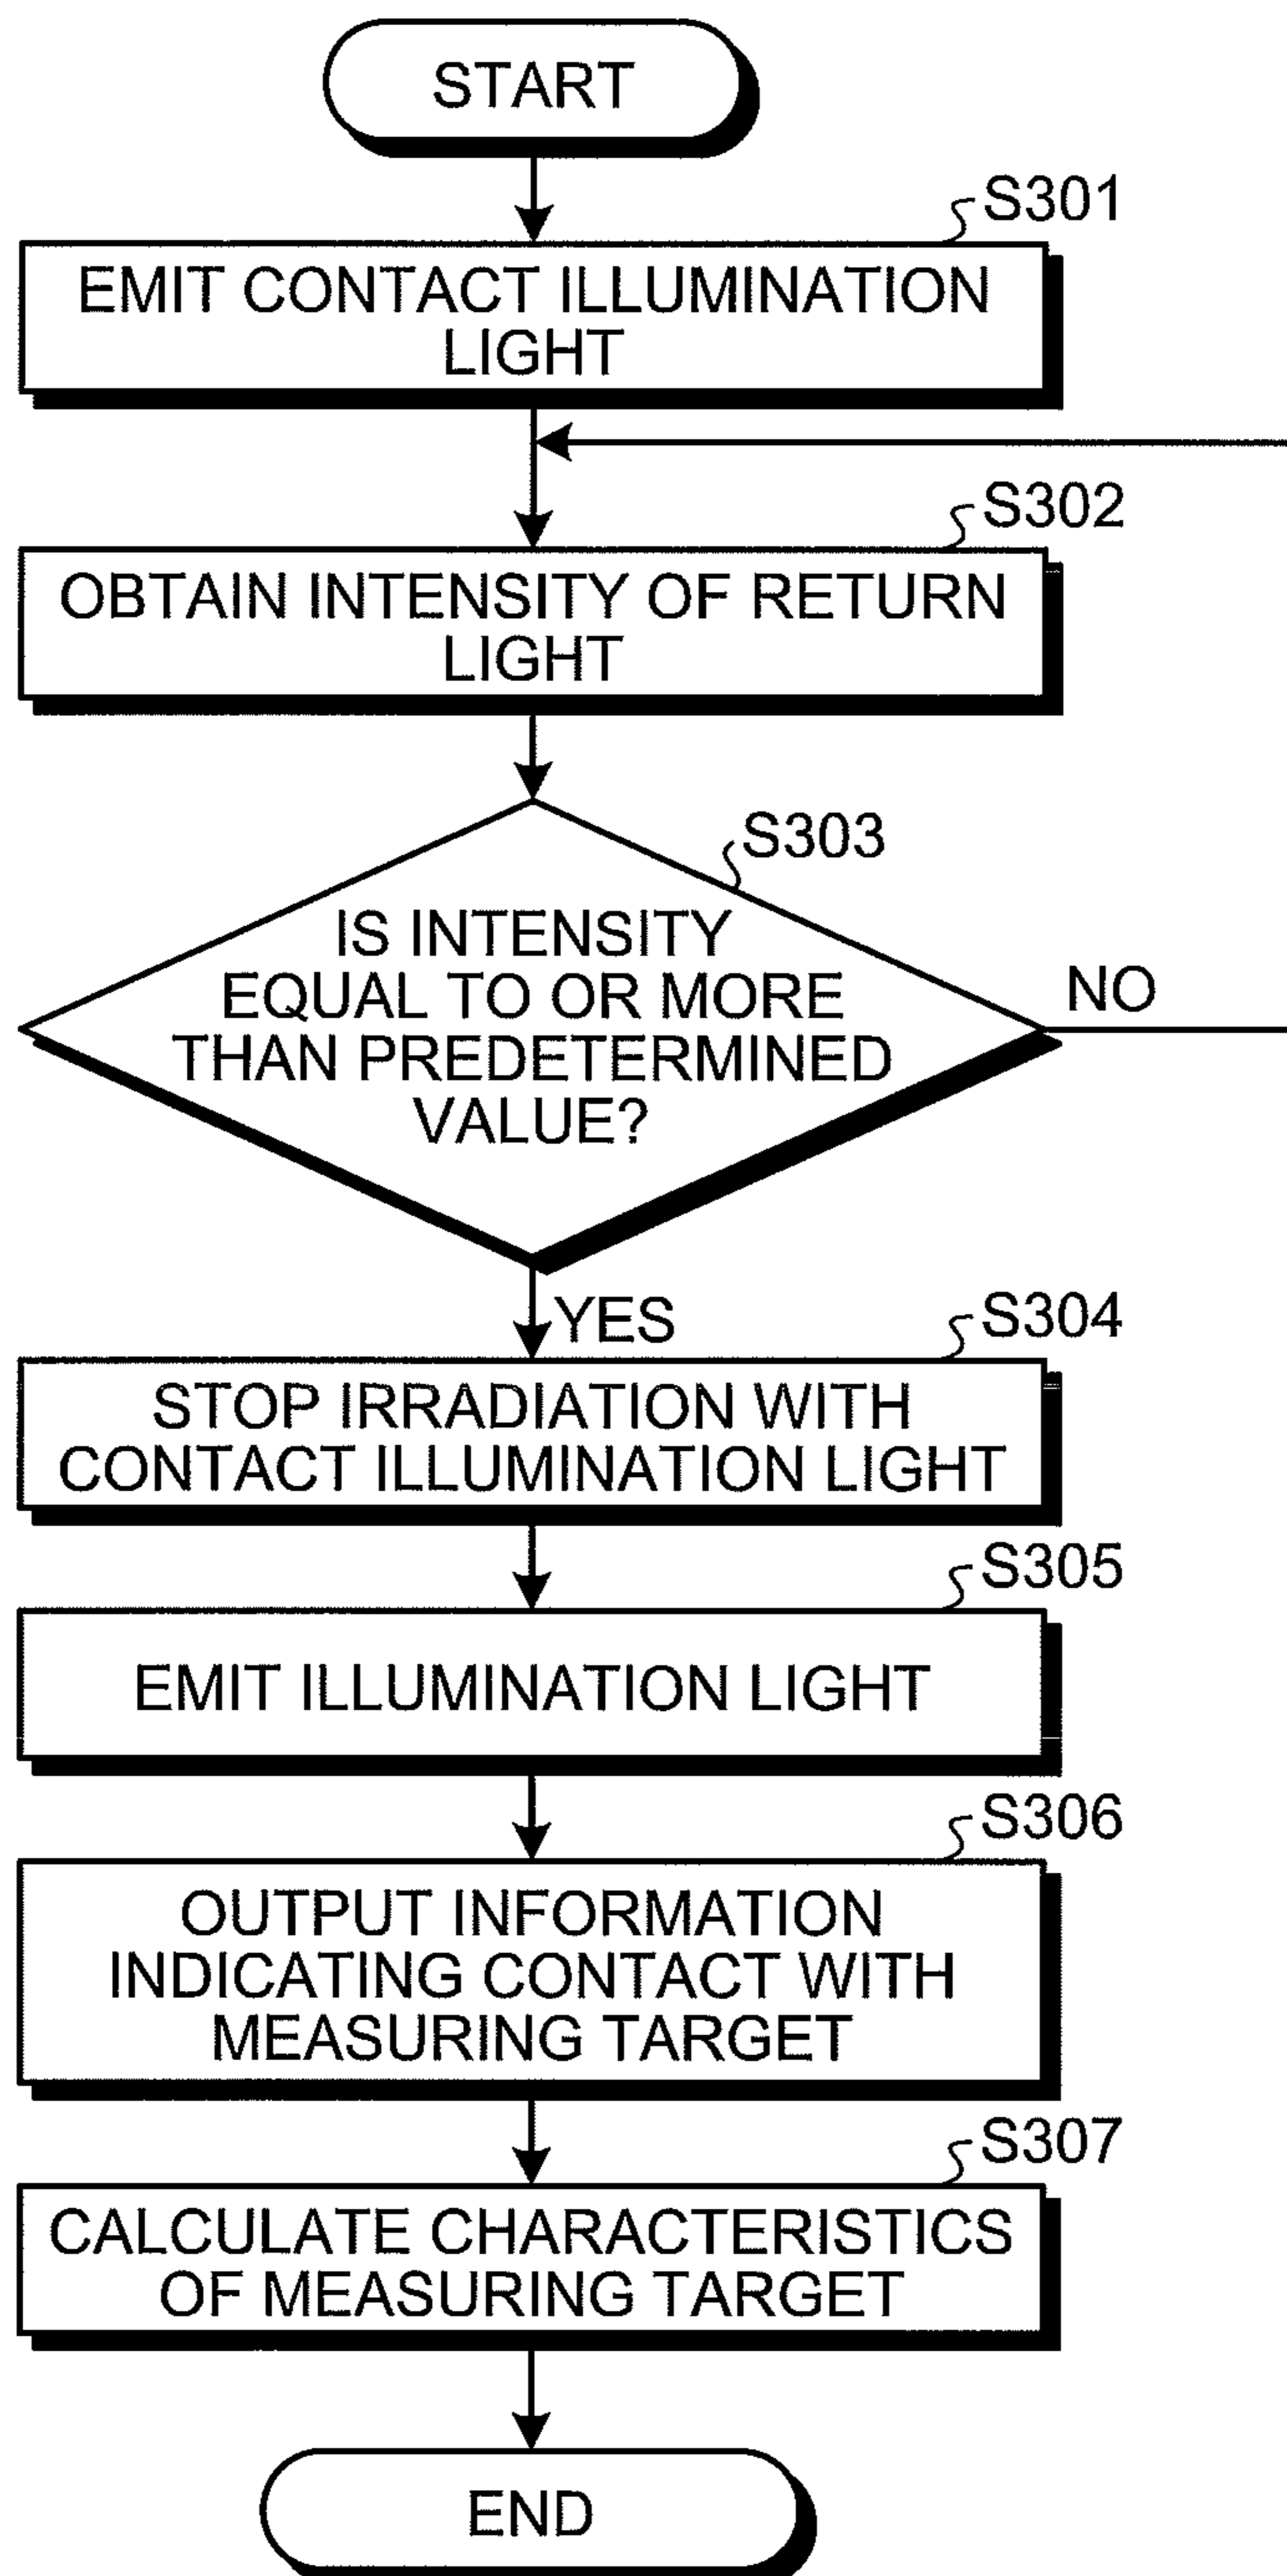 START
S301
EMIT CONTACT ILLUMINATION
LIGHT
S302
OBTAIN INTENSITY OF RETURN
LIGHT
S303
IS INTENSITY
EQUAL TO OR MORE
THAN PREDETERMINED
VALUE?
NO
YES
S304
STOP IRRADIATION WITH
CONTACT ILLUMINATION LIGHT
S305
EMIT ILLUMINATION LIGHT
S306
OUTPUT INFORMATION
INDICATING CONTACT WITH
MEASURING TARGET
S307
CALCULATE CHARACTERISTICS
OF MEASURING TARGET
END